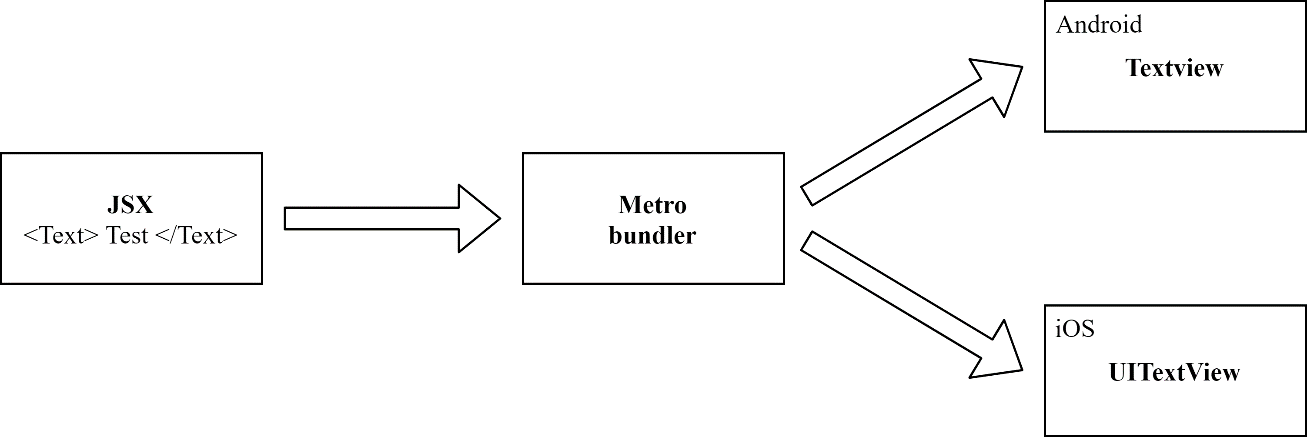 JSX
<Text> Test </Text>
Metro
bundler
Android
Textview
iOS
UITextView